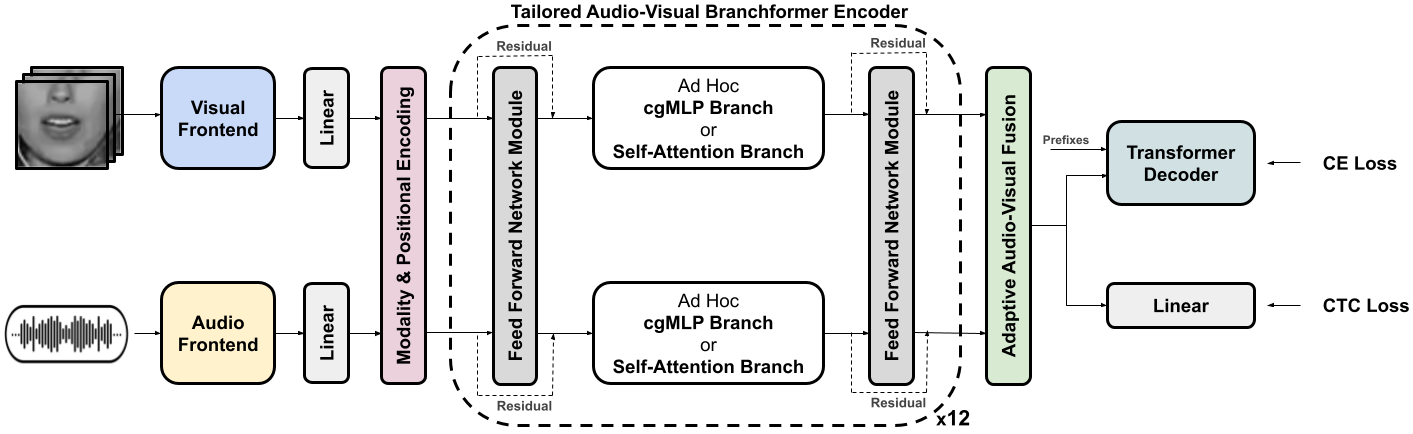 Tailored Audio-Visual Branchformer Encoder
Residual
Residual
Visual
Frontend
Linear
Modality & Positional Encoding
Feed Forward Network Module
Ad Hoc
cgMLP Branch
or
Self-Attention Branch
Feed Forward Network Module
Adaptive Audio-Visual Fusion
Prefixes
Transformer
Decoder
CE Loss
Audio
Frontend
Linear
Ad Hoc
cgMLP Branch
or
Self-Attention Branch
Linear
CTC Loss
Residual
Residual
x12